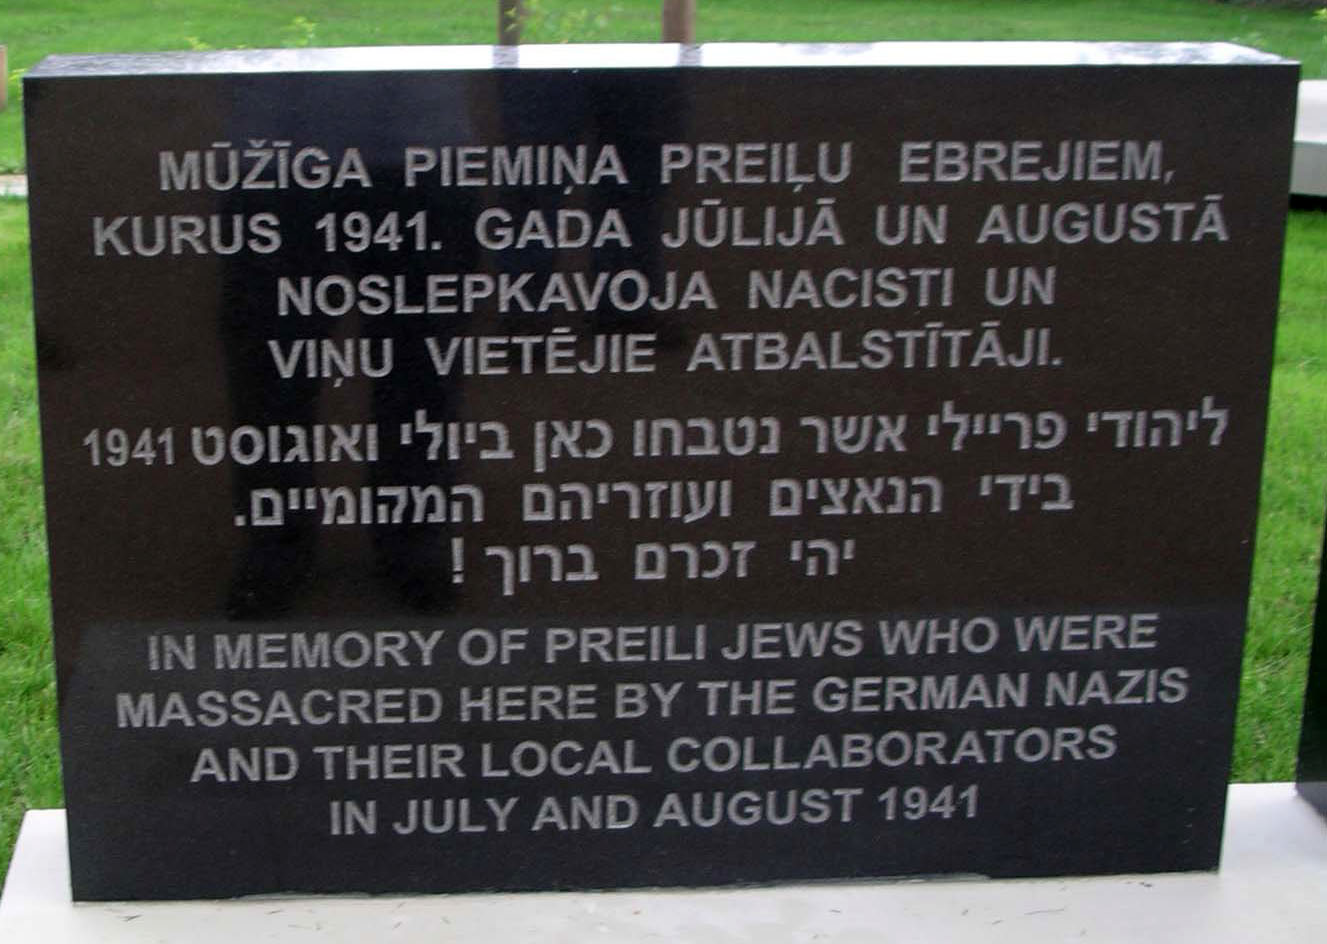 MŪŽĪGA PIEMIŅA PREIĻU EBREJIEM,
KURUS 1941. GADA JŪLIJĀ UN AUGUSTĀ
NOSLEPKAVOJA NACISTI UN
VIŅU VIETĒJIE ATBALSTĪTĀJI.
ליהודי פריילי אשר נטבחו כאן ביולי ואוגוסט 1941
בידי הנאצים ועוזריהם המקומיים.
יהי זכרם ברוך !
IN MEMORY OF PREILI JEWS WHO WERE
MASSACRED HERE BY THE GERMAN NAZIS
AND THEIR LOCAL COLLABORATORS
IN JULY AND AUGUST 1941